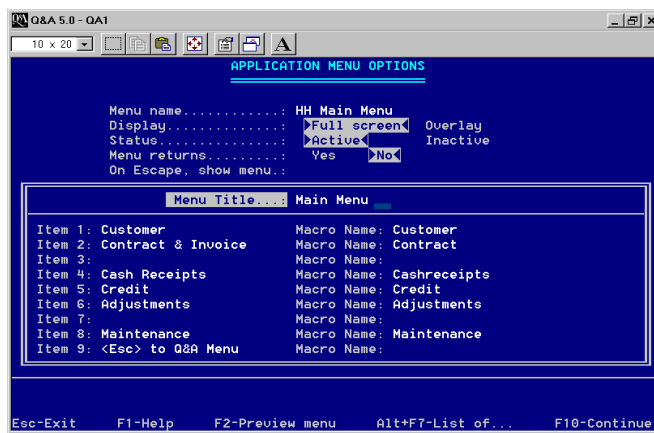 Q&A 5.0 - QA1
10 x 20
A
APPLICATION MENU OPTIONS
Menu name............: HH Main Menu
Display..............: ▶Full screen◀ Overlay
Status...............: ▶Active◀ Inactive
Menu returns.........: Yes ▶No◀
On Escape, show menu.:
Menu Title...: Main Menu
Item 1: Customer Macro Name: Customer
Item 2: Contract & Invoice Macro Name: Contract
Item 3: Macro Name:
Item 4: Cash Receipts Macro Name: Cashreceipts
Item 5: Credit Macro Name: Credit
Item 6: Adjustments Macro Name: Adjustments
Item 7: Macro Name:
Item 8: Maintenance Macro Name: Maintenance
Item 9: <Esc> to Q&A Menu Macro Name:
Esc-Exit F1-Help F2-Preview menu Alt+F7-List of... F10-Continue